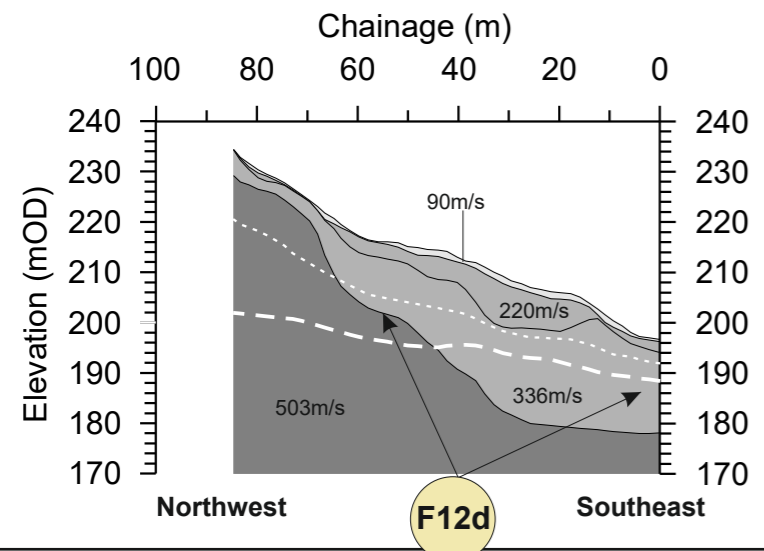 Chainage (m)
100 80 60 40 20 0
Elevation (mOD)
240 240
230 230
90m/s
220 220
210 210
220m/s
200 200
190 190
336m/s
503m/s
180 180
170 170
Northwest Southeast
F12d